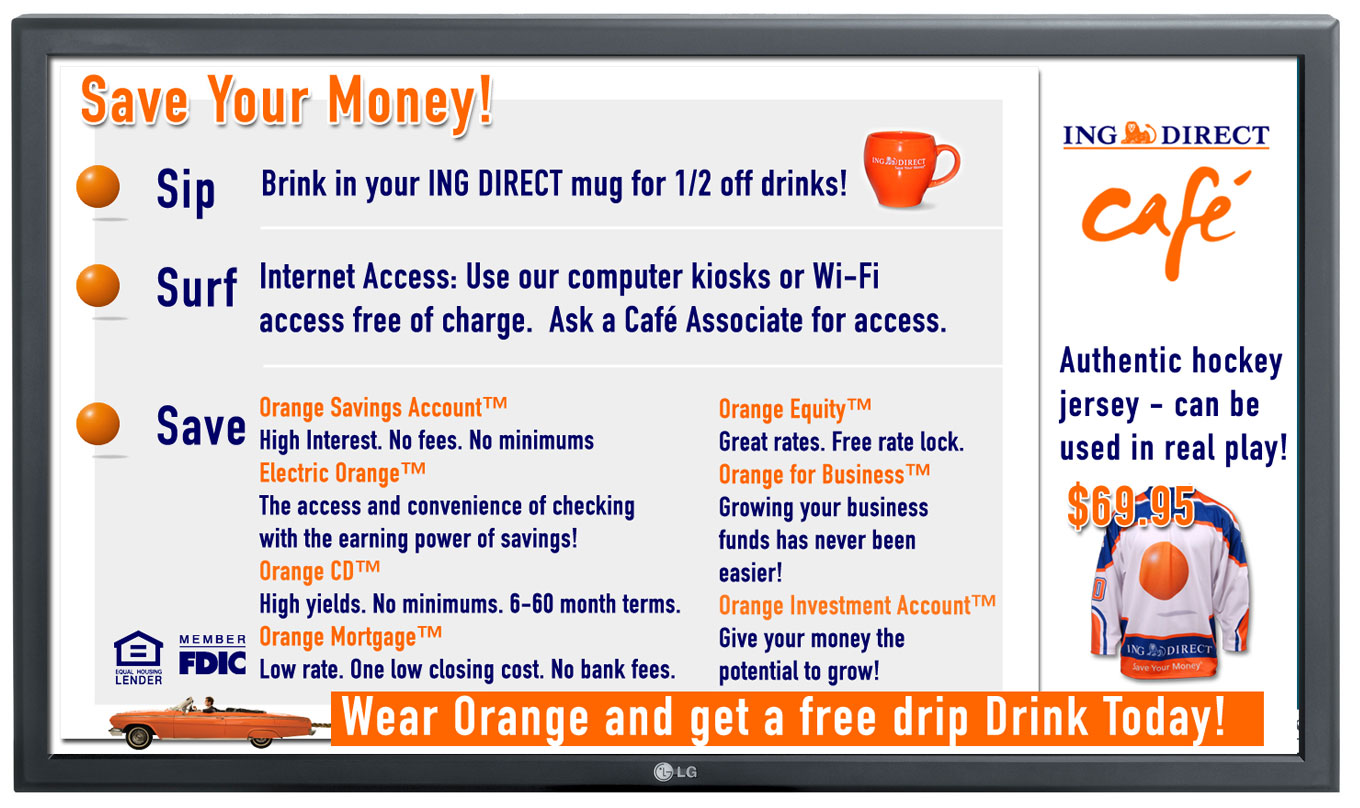 Save Your Money!
Sip
Brink in your ING DIRECT mug for 1/2 off drinks!
ING DIRECT
Save Your Money
Surf
Internet Access: Use our computer kiosks or Wi-Fi
access free of charge. Ask a Café Associate for access.
Save
Orange Savings Account™
High Interest. No fees. No minimums
Electric Orange™
The access and convenience of checking
with the earning power of savings!
Orange CD™
High yields. No minimums. 6-60 month terms.
Orange Mortgage™
Low rate. One low closing cost. No bank fees.
Orange Equity™
Great rates. Free rate lock.
Orange for Business™
Growing your business
funds has never been
easier!
Orange Investment Account™
Give your money the
potential to grow!
EQUAL HOUSING
LENDER
MEMBER
FDIC
ING DIRECT
café
Authentic hockey
jersey - can be
used in real play!
$69.95
0
ING DIRECT
Save Your Money®
Wear Orange and get a free drip Drink Today!
LG